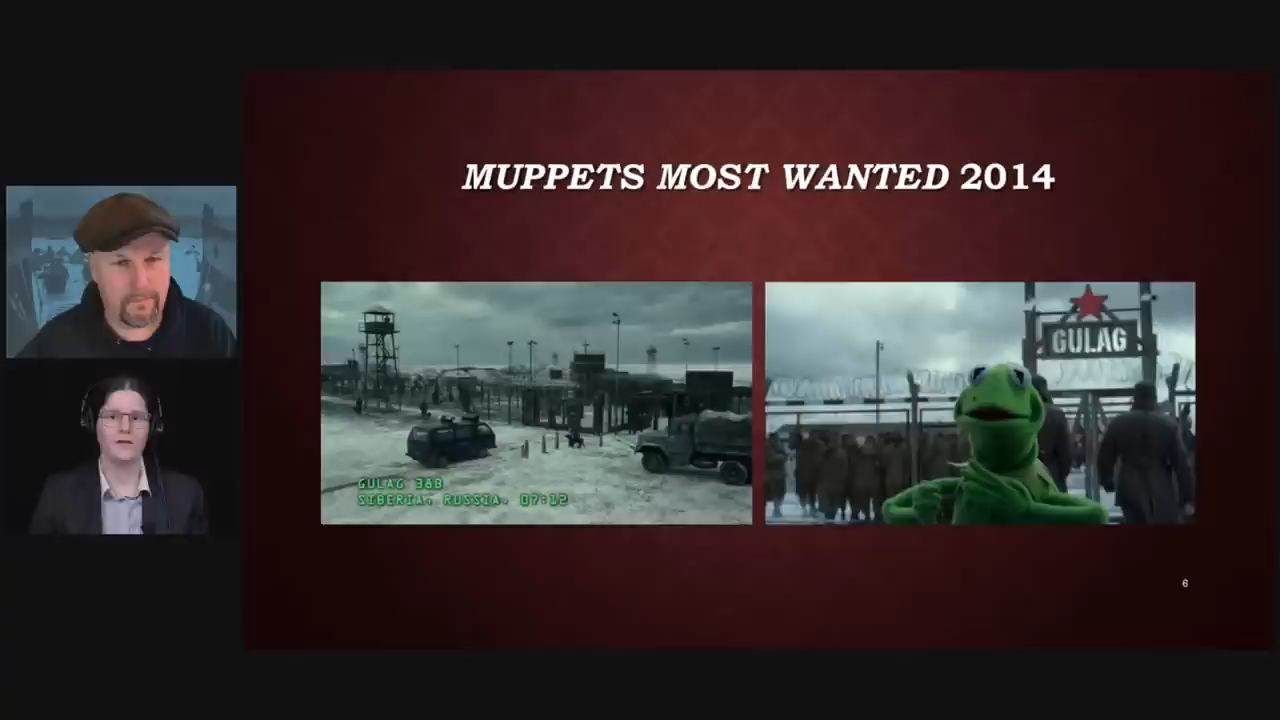 MUPPETS MOST WANTED 2014
GULAG 38B
SIBERIA, RUSSIA. 07:12
GULAG
6